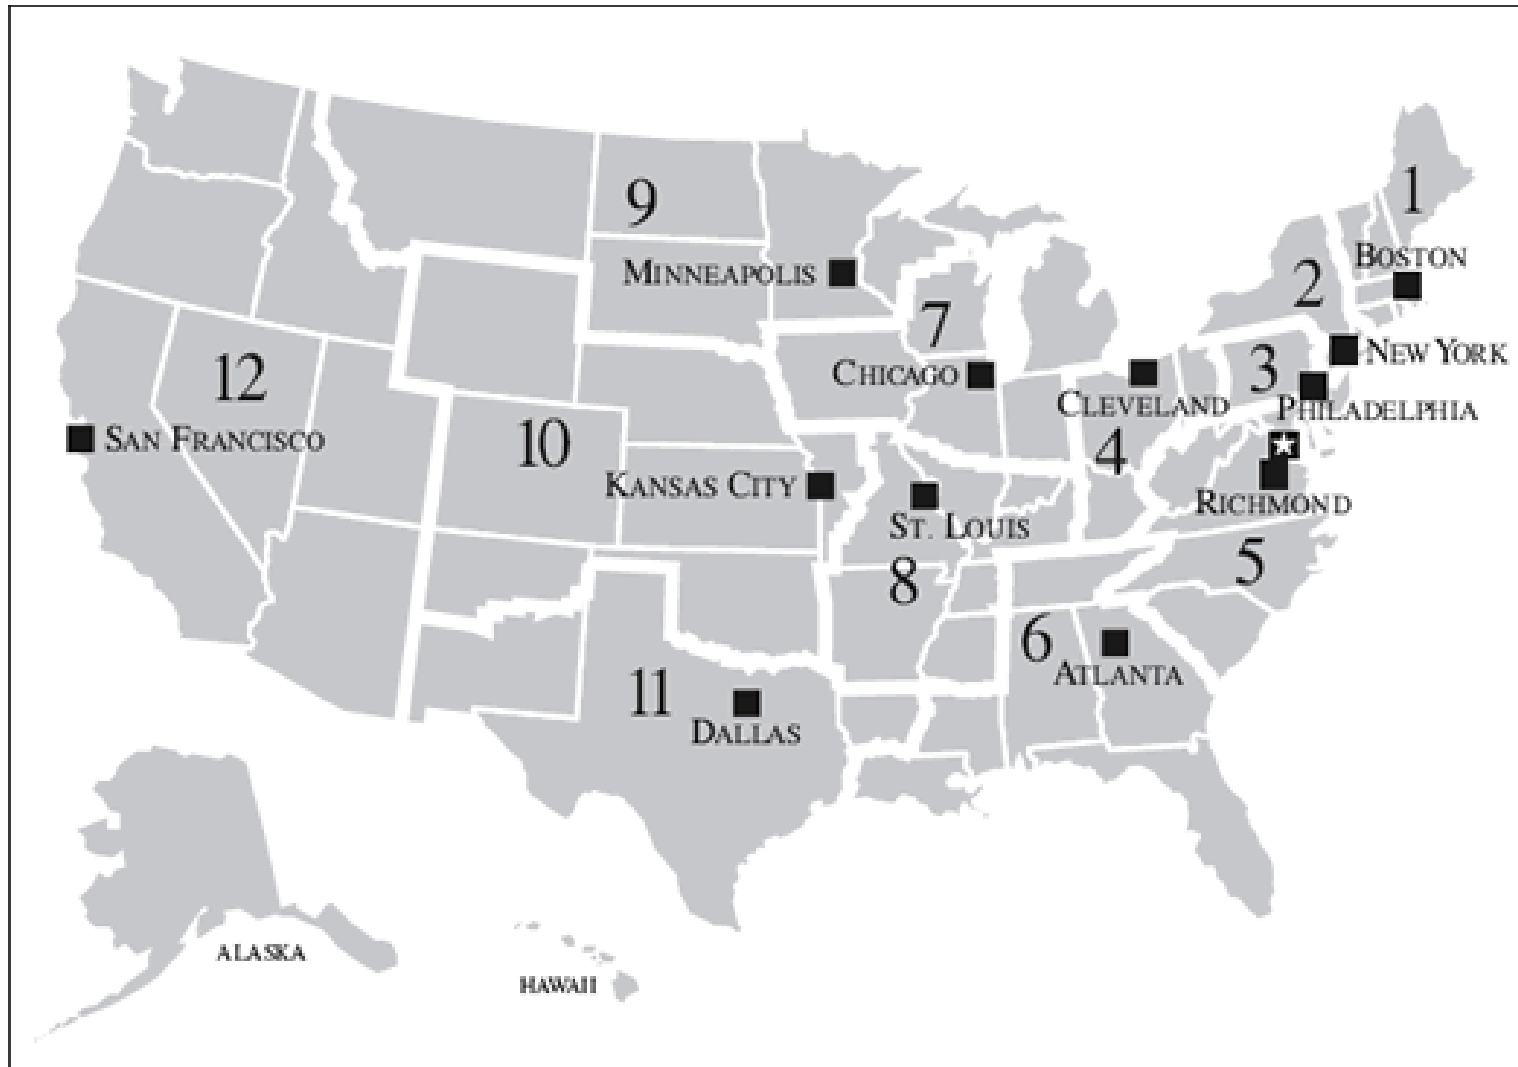 1
9
BOSTON
2
MINNEAPOLIS
7
NEW YORK
12
3
CHICAGO
CLEVELAND
PHILADELPHIA
SAN FRANCISCO
10
4
KANSAS CITY
RICHMOND
ST. LOUIS
5
8
6
ATLANTA
11
DALLAS
ALASKA
HAWAII